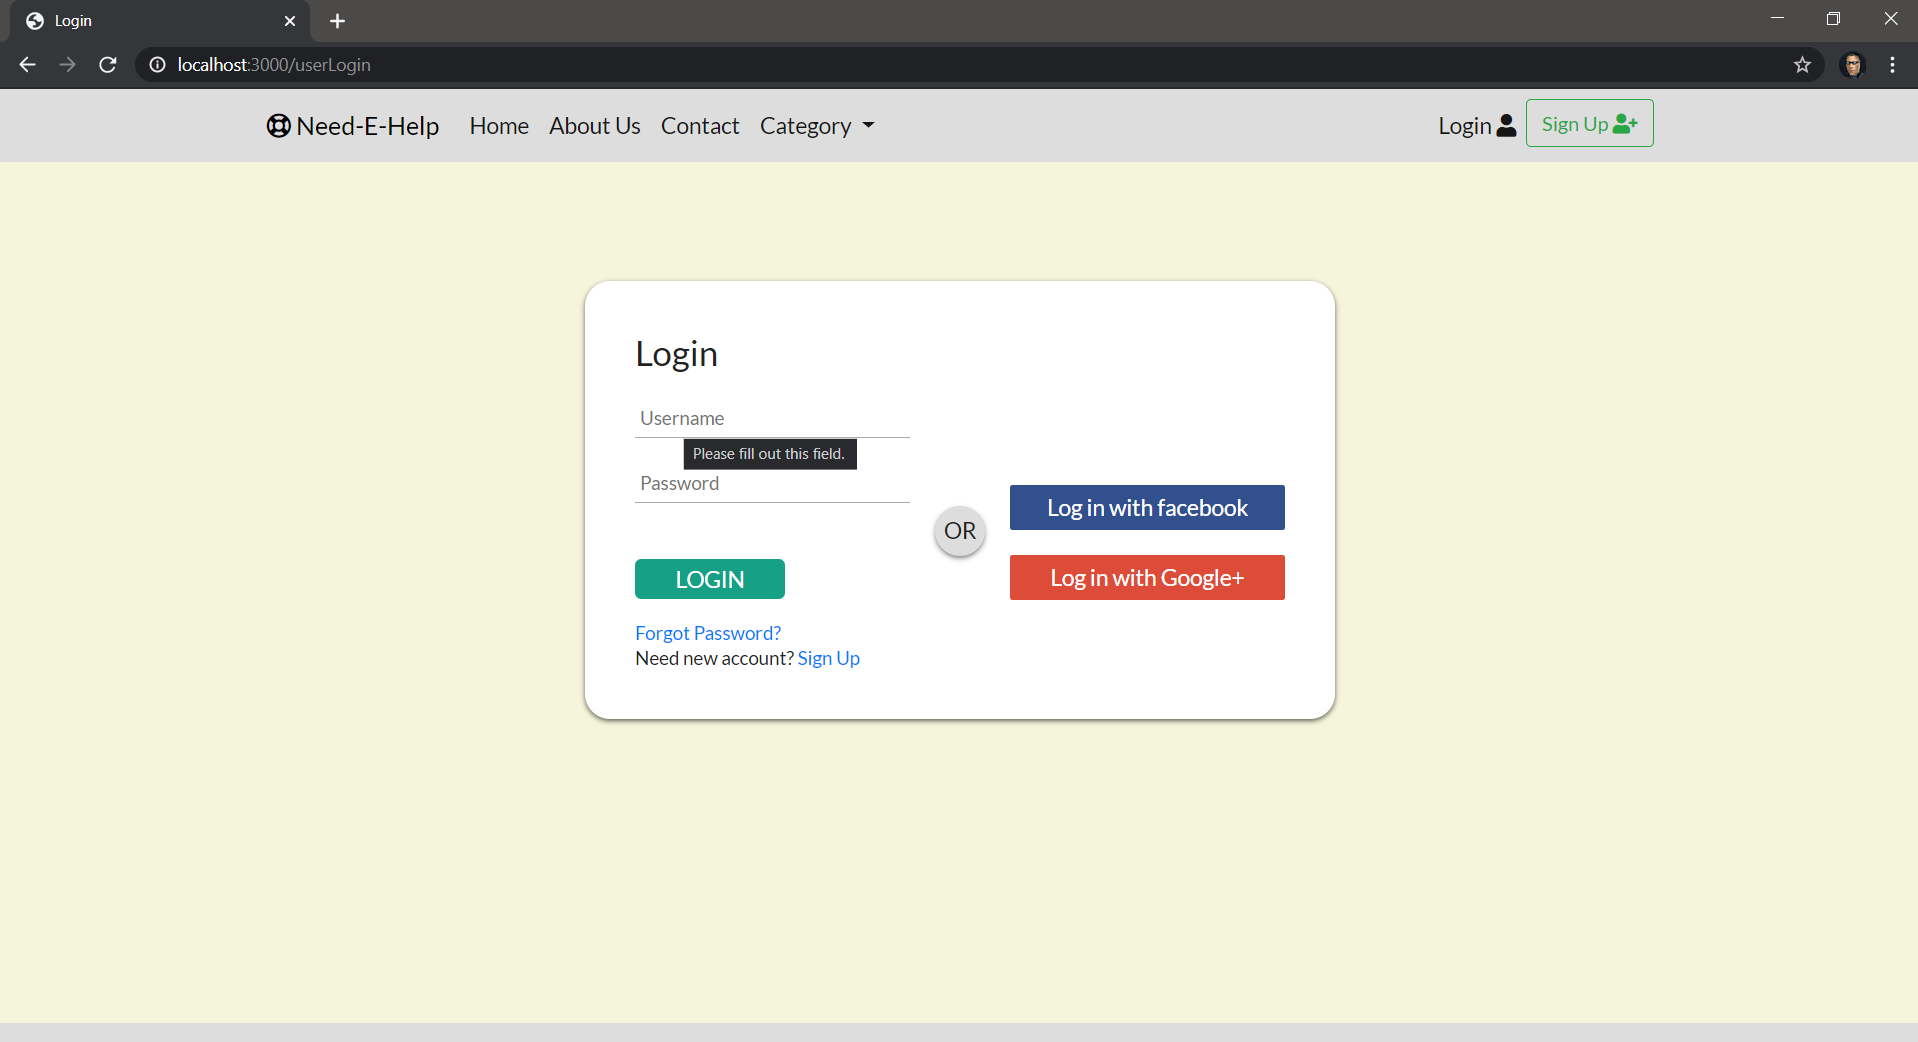 Login
localhost:3000/userLogin
Need-E-Help Home About Us Contact Category Login Sign Up
Login
Username
Please fill out this field.
Password
LOGIN
Forgot Password?
Need new account? Sign Up
OR
Log in with facebook
Log in with Google+